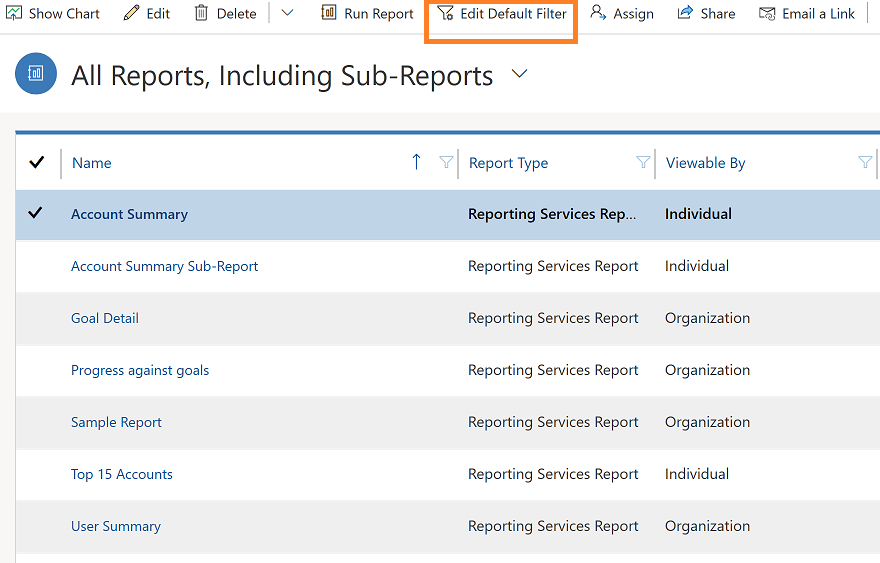 Show Chart Edit Delete Run Report Edit Default Filter Assign Share Email a Link
All Reports, Including Sub-Reports
Name Report Type Viewable By
Account Summary Reporting Services Rep... Individual
Account Summary Sub-Report Reporting Services Report Individual
Goal Detail Reporting Services Report Organization
Progress against goals Reporting Services Report Organization
Sample Report Reporting Services Report Organization
Top 15 Accounts Reporting Services Report Individual
User Summary Reporting Services Report Organization